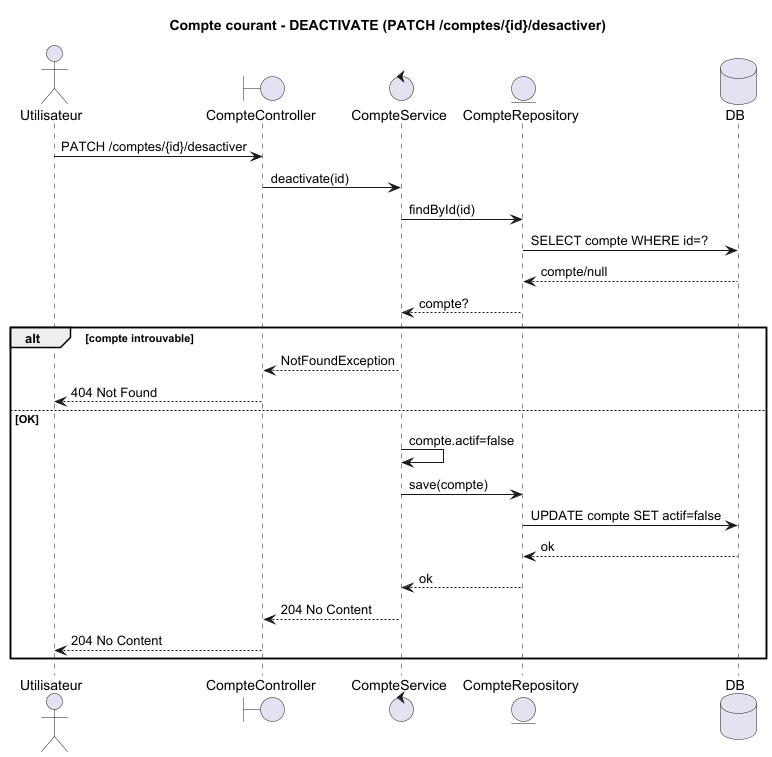 Compte courant - DEACTIVATE (PATCH /comptes/{id}/desactiver)
Utilisateur CompteController CompteService CompteRepository DB
PATCH /comptes/{id}/desactiver
deactivate(id)
findById(id)
SELECT compte WHERE id=?
compte/null
compte?
alt [compte introuvable]
NotFoundException
404 Not Found
[OK]
compte.actif=false
save(compte)
UPDATE compte SET actif=false
ok
ok
204 No Content
204 No Content
Utilisateur CompteController CompteService CompteRepository DB